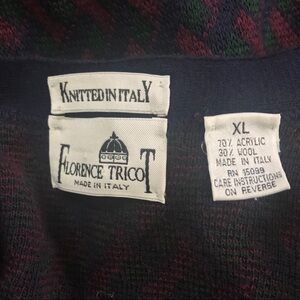 KNITTED IN ITALY
FLORENCE TRICOT
MADE IN ITALY
XL
70% ACRYLIC
30% WOOL
MADE IN ITALY
RN 15099
CARE INSTRUCTIONS
ON REVERSE